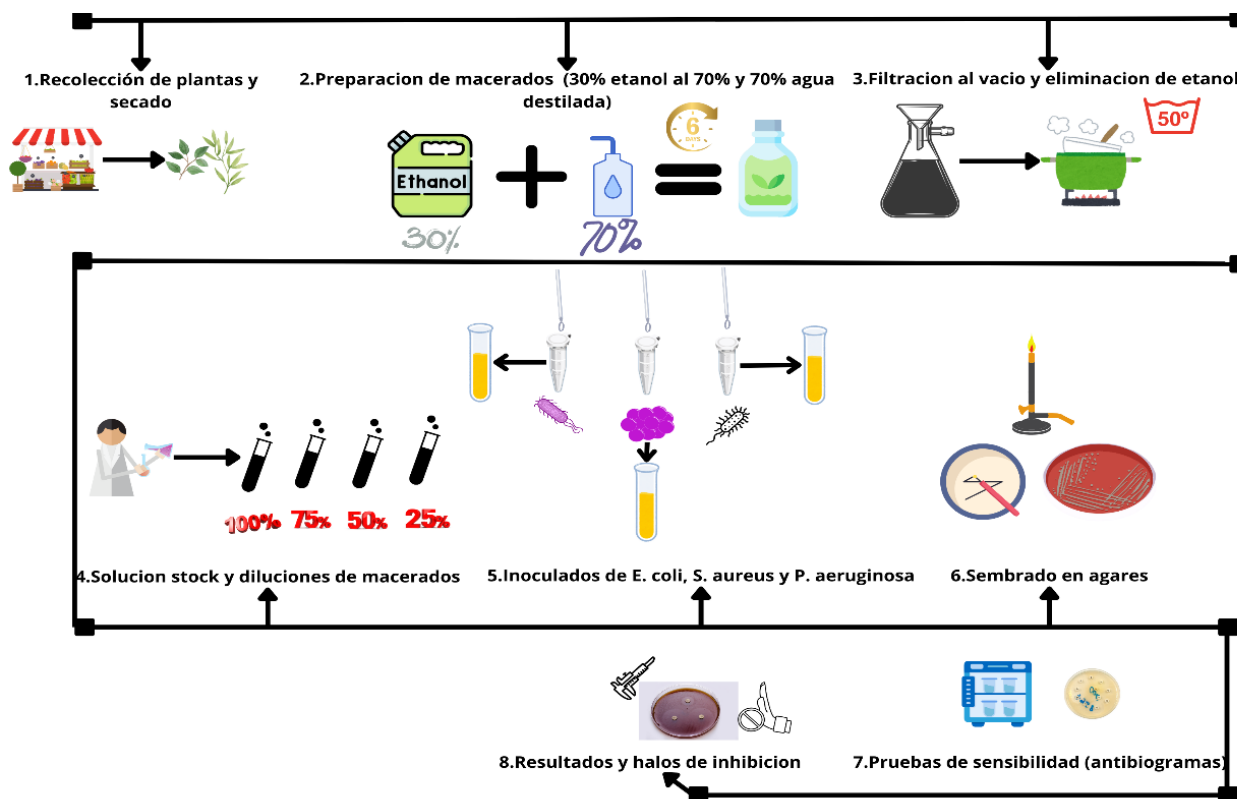 1.Recolección de plantas y
secado
2.Preparacion de macerados (30% etanol al 70% y 70% agua
destilada)
3.Filtracion al vacio y eliminacion de etanol
6
DAYS
50º
Ethanol
30%
70%
100%
75%
50%
25%
4.Solucion stock y diluciones de macerados
5.Inoculados de E. coli, S. aureus y P. aeruginosa
6.Sembrado en agares
8.Resultados y halos de inhibicion
7.Pruebas de sensibilidad (antibiogramas)